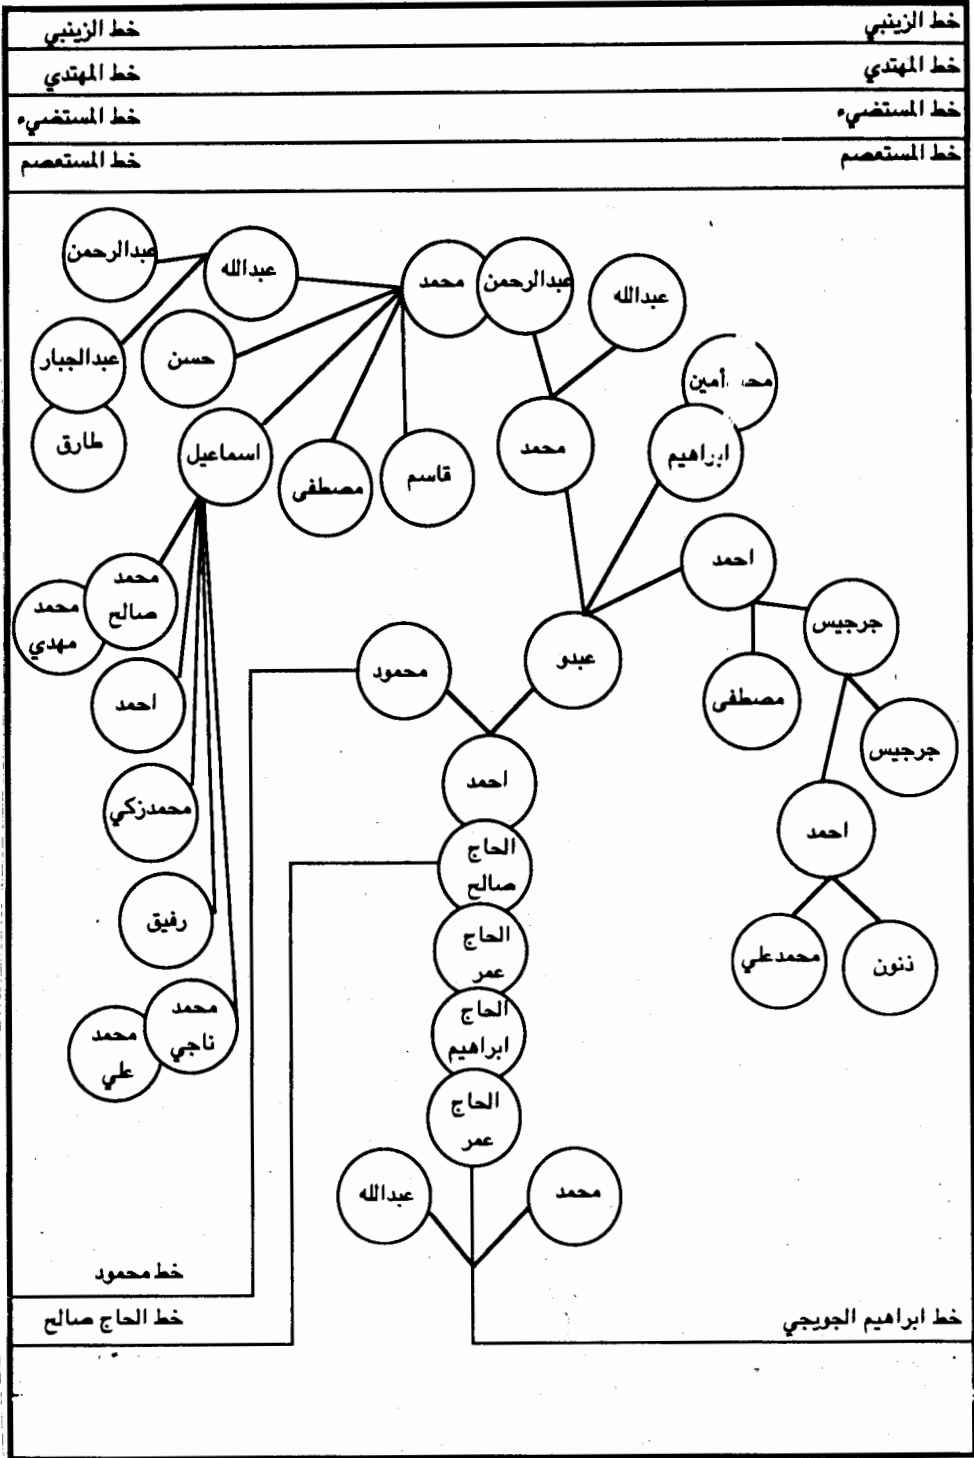 خط الزينبي
خط الزينبي
خط المهتدي
خط المهتدي
خط المستضيء
خط المستضيء
خط المستعصم
خط المستعصم
عبدالله
عبدالرحمن
محمد
عبدالله
عبدالرحمن
أمين
ابراهيم
محمد
حسن
عبدالجبار
طارق
قاسم
مصطفى
اسماعيل
احمد
جرجيس
مصطفى
جرجيس
احمد
ذنون
محمدعلي
عبدو
محمود
احمد
الحاج
صالح
الحاج
عمر
الحاج
ابراهيم
الحاج
عمر
محمد
عبدالله
محمد
صالح
محمد
مهدي
احمد
محمدزكي
رفيق
محمد
ناجي
محمد
علي
خط محمود
خط ابراهيم الجويجي
خط الحاج صالح